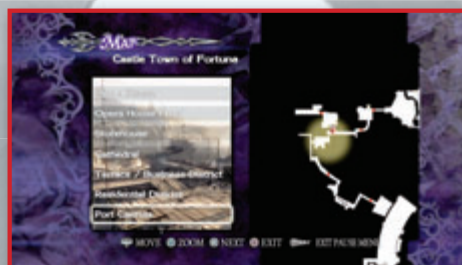 MAP
Castle Town of Fortuna
Opera House
Storehouse
Cathedral
Terrace / Business District
Residential District
Port Caerula
MOVE ZOOM NEXT EXIT EXIT PAUSE MENU